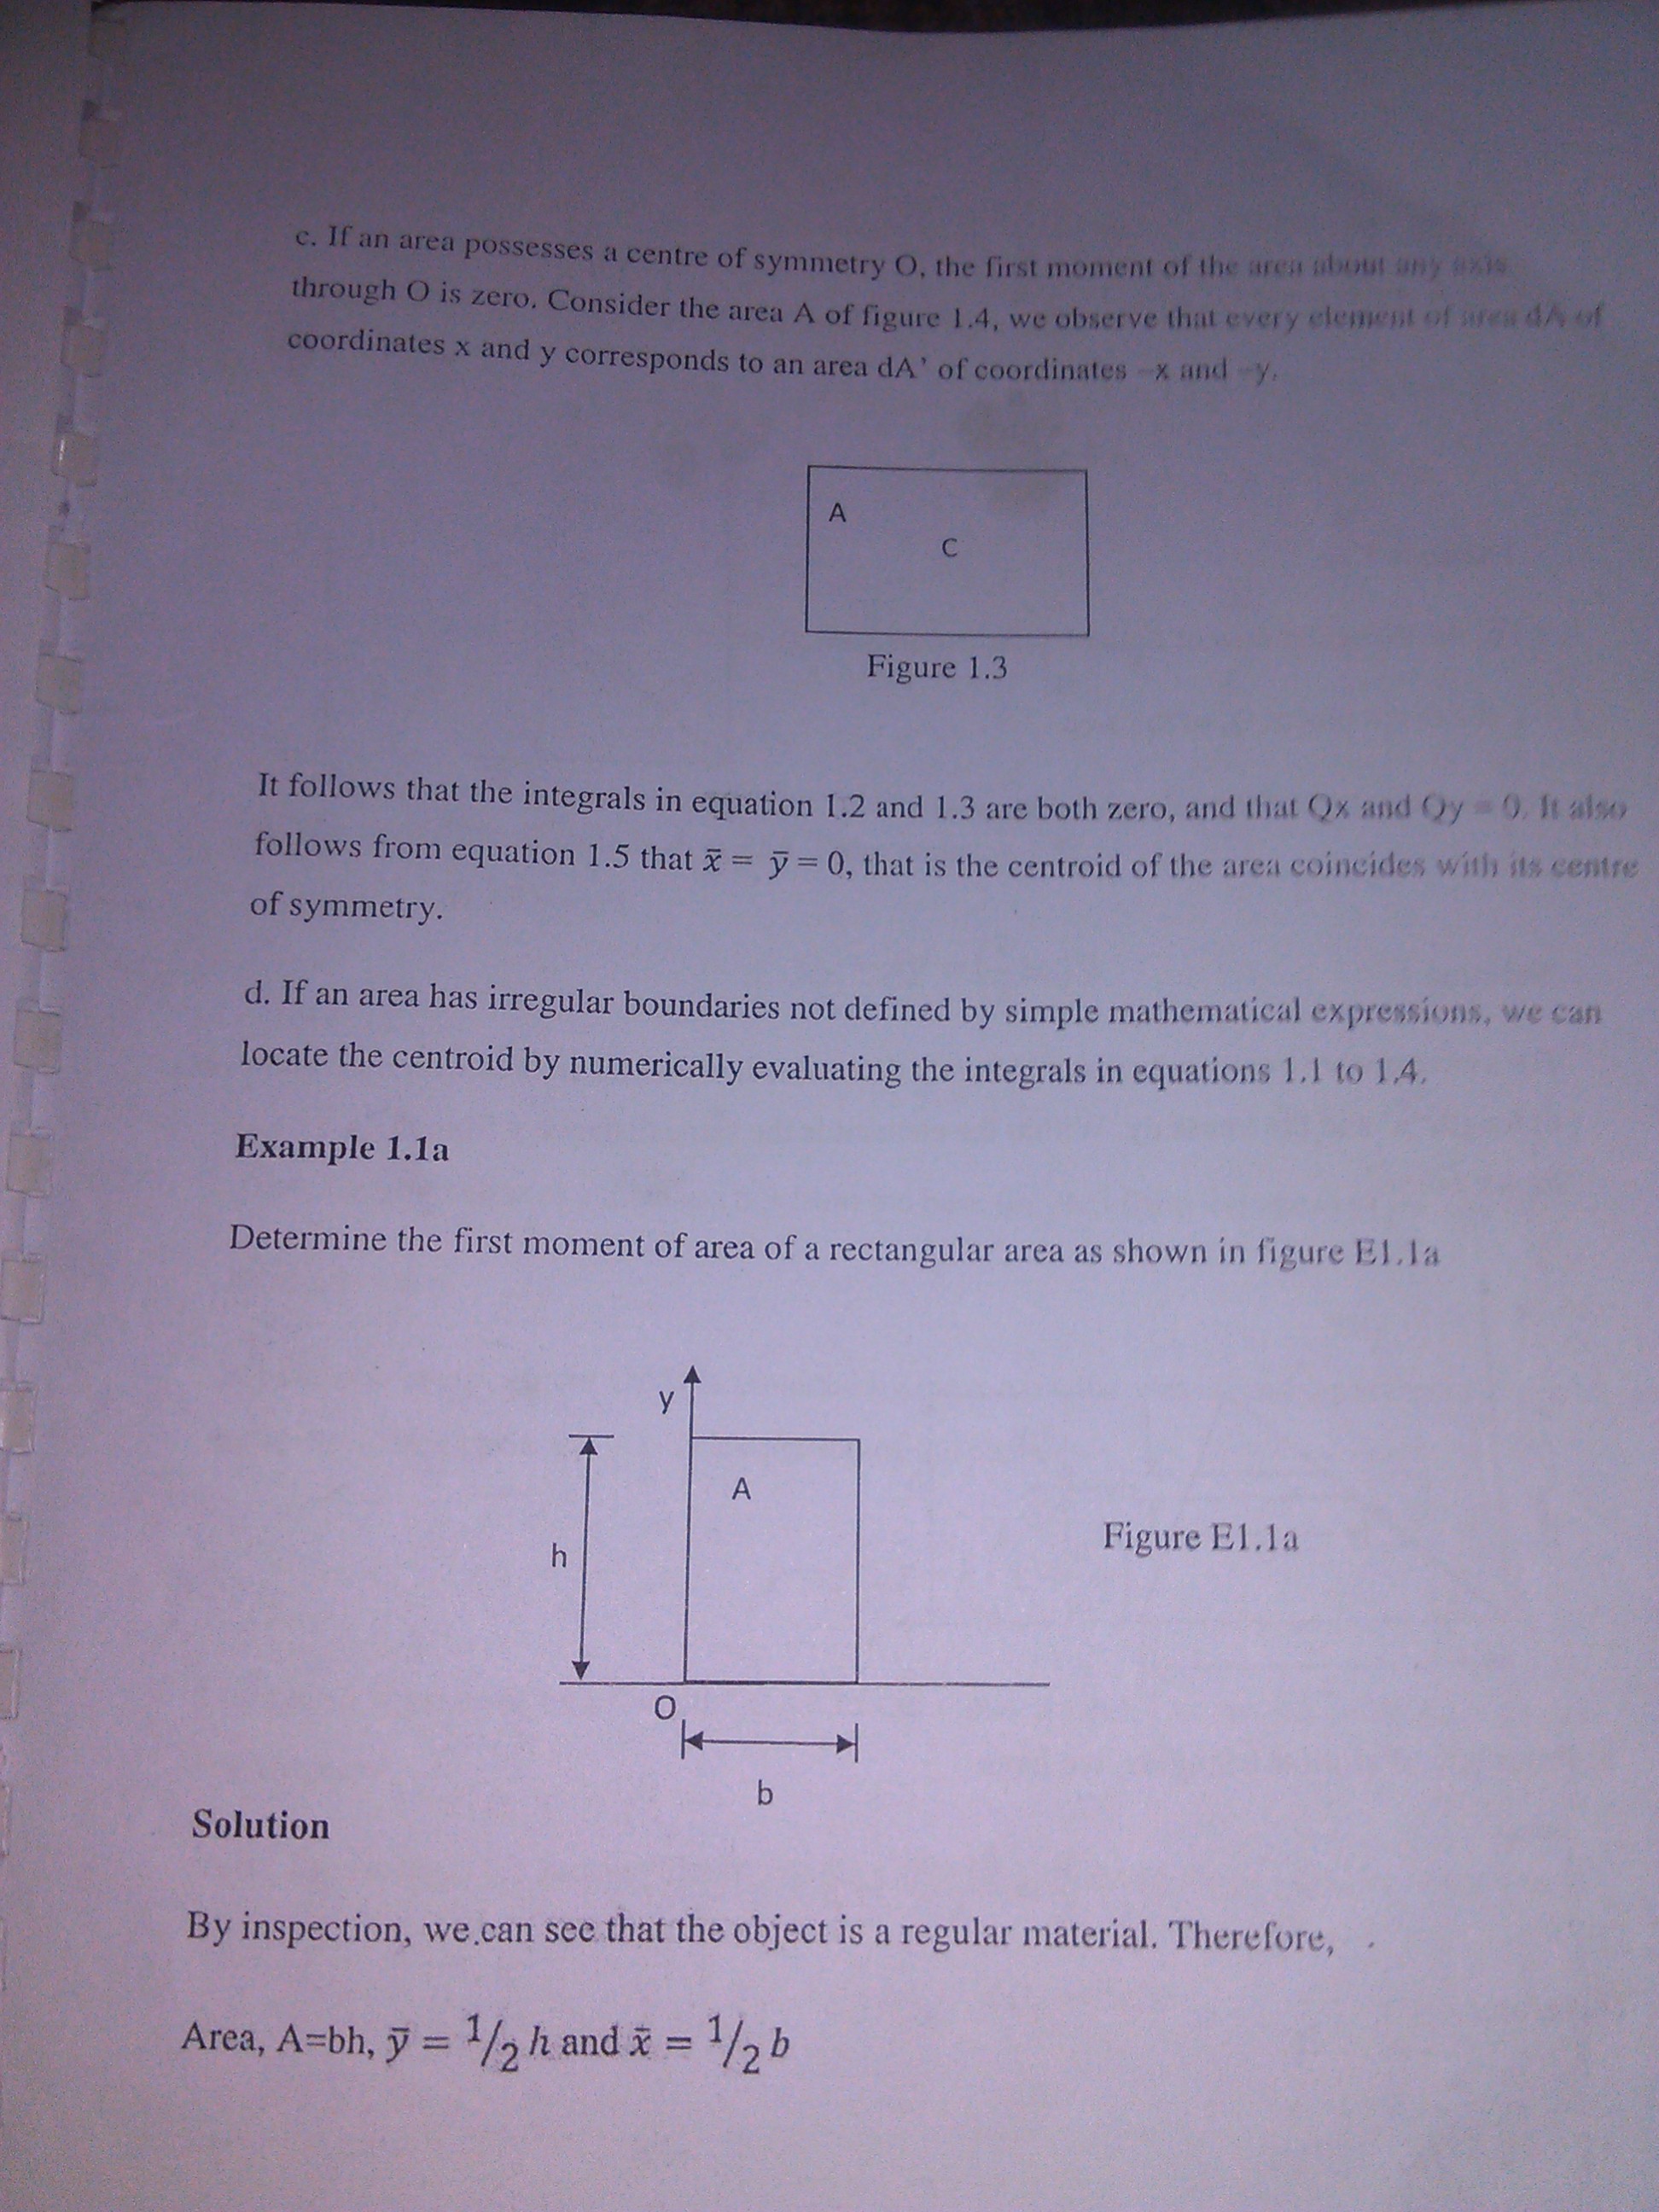 c. If an area possesses a centre of symmetry O, the first moment of the area about any axis
through O is zero. Consider the area A of figure 1.4, we observe that every element of area dA of
coordinates x and y corresponds to an area dA' of coordinates –x and –y.
A
C
Figure 1.3
It follows that the integrals in equation 1.2 and 1.3 are both zero, and that Qx and Qy = 0. It also
follows from equation 1.5 that x̄ = ȳ = 0, that is the centroid of the area coincides with its centre
of symmetry.
d. If an area has irregular boundaries not defined by simple mathematical expressions, we can
locate the centroid by numerically evaluating the integrals in equations 1.1 to 1.4.
Example 1.1a
Determine the first moment of area of a rectangular area as shown in figure E1.1a
y
A
h
Figure E1.1a
O
b
Solution
By inspection, we can see that the object is a regular material. Therefore,
Area, A=bh, ȳ = 1/2 h and x̄ = 1/2 b